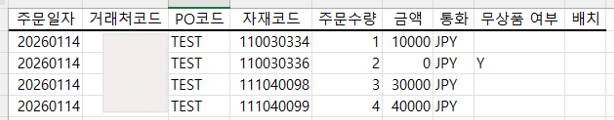 주문일자 거래처코드 PO코드 자재코드 주문수량 금액 통화 무상품 여부 배치
20260114 TEST 110030334 1 10000 JPY
20260114 TEST 110030336 2 0 JPY Y
20260114 TEST 111040098 3 30000 JPY
20260114 TEST 111040099 4 40000 JPY